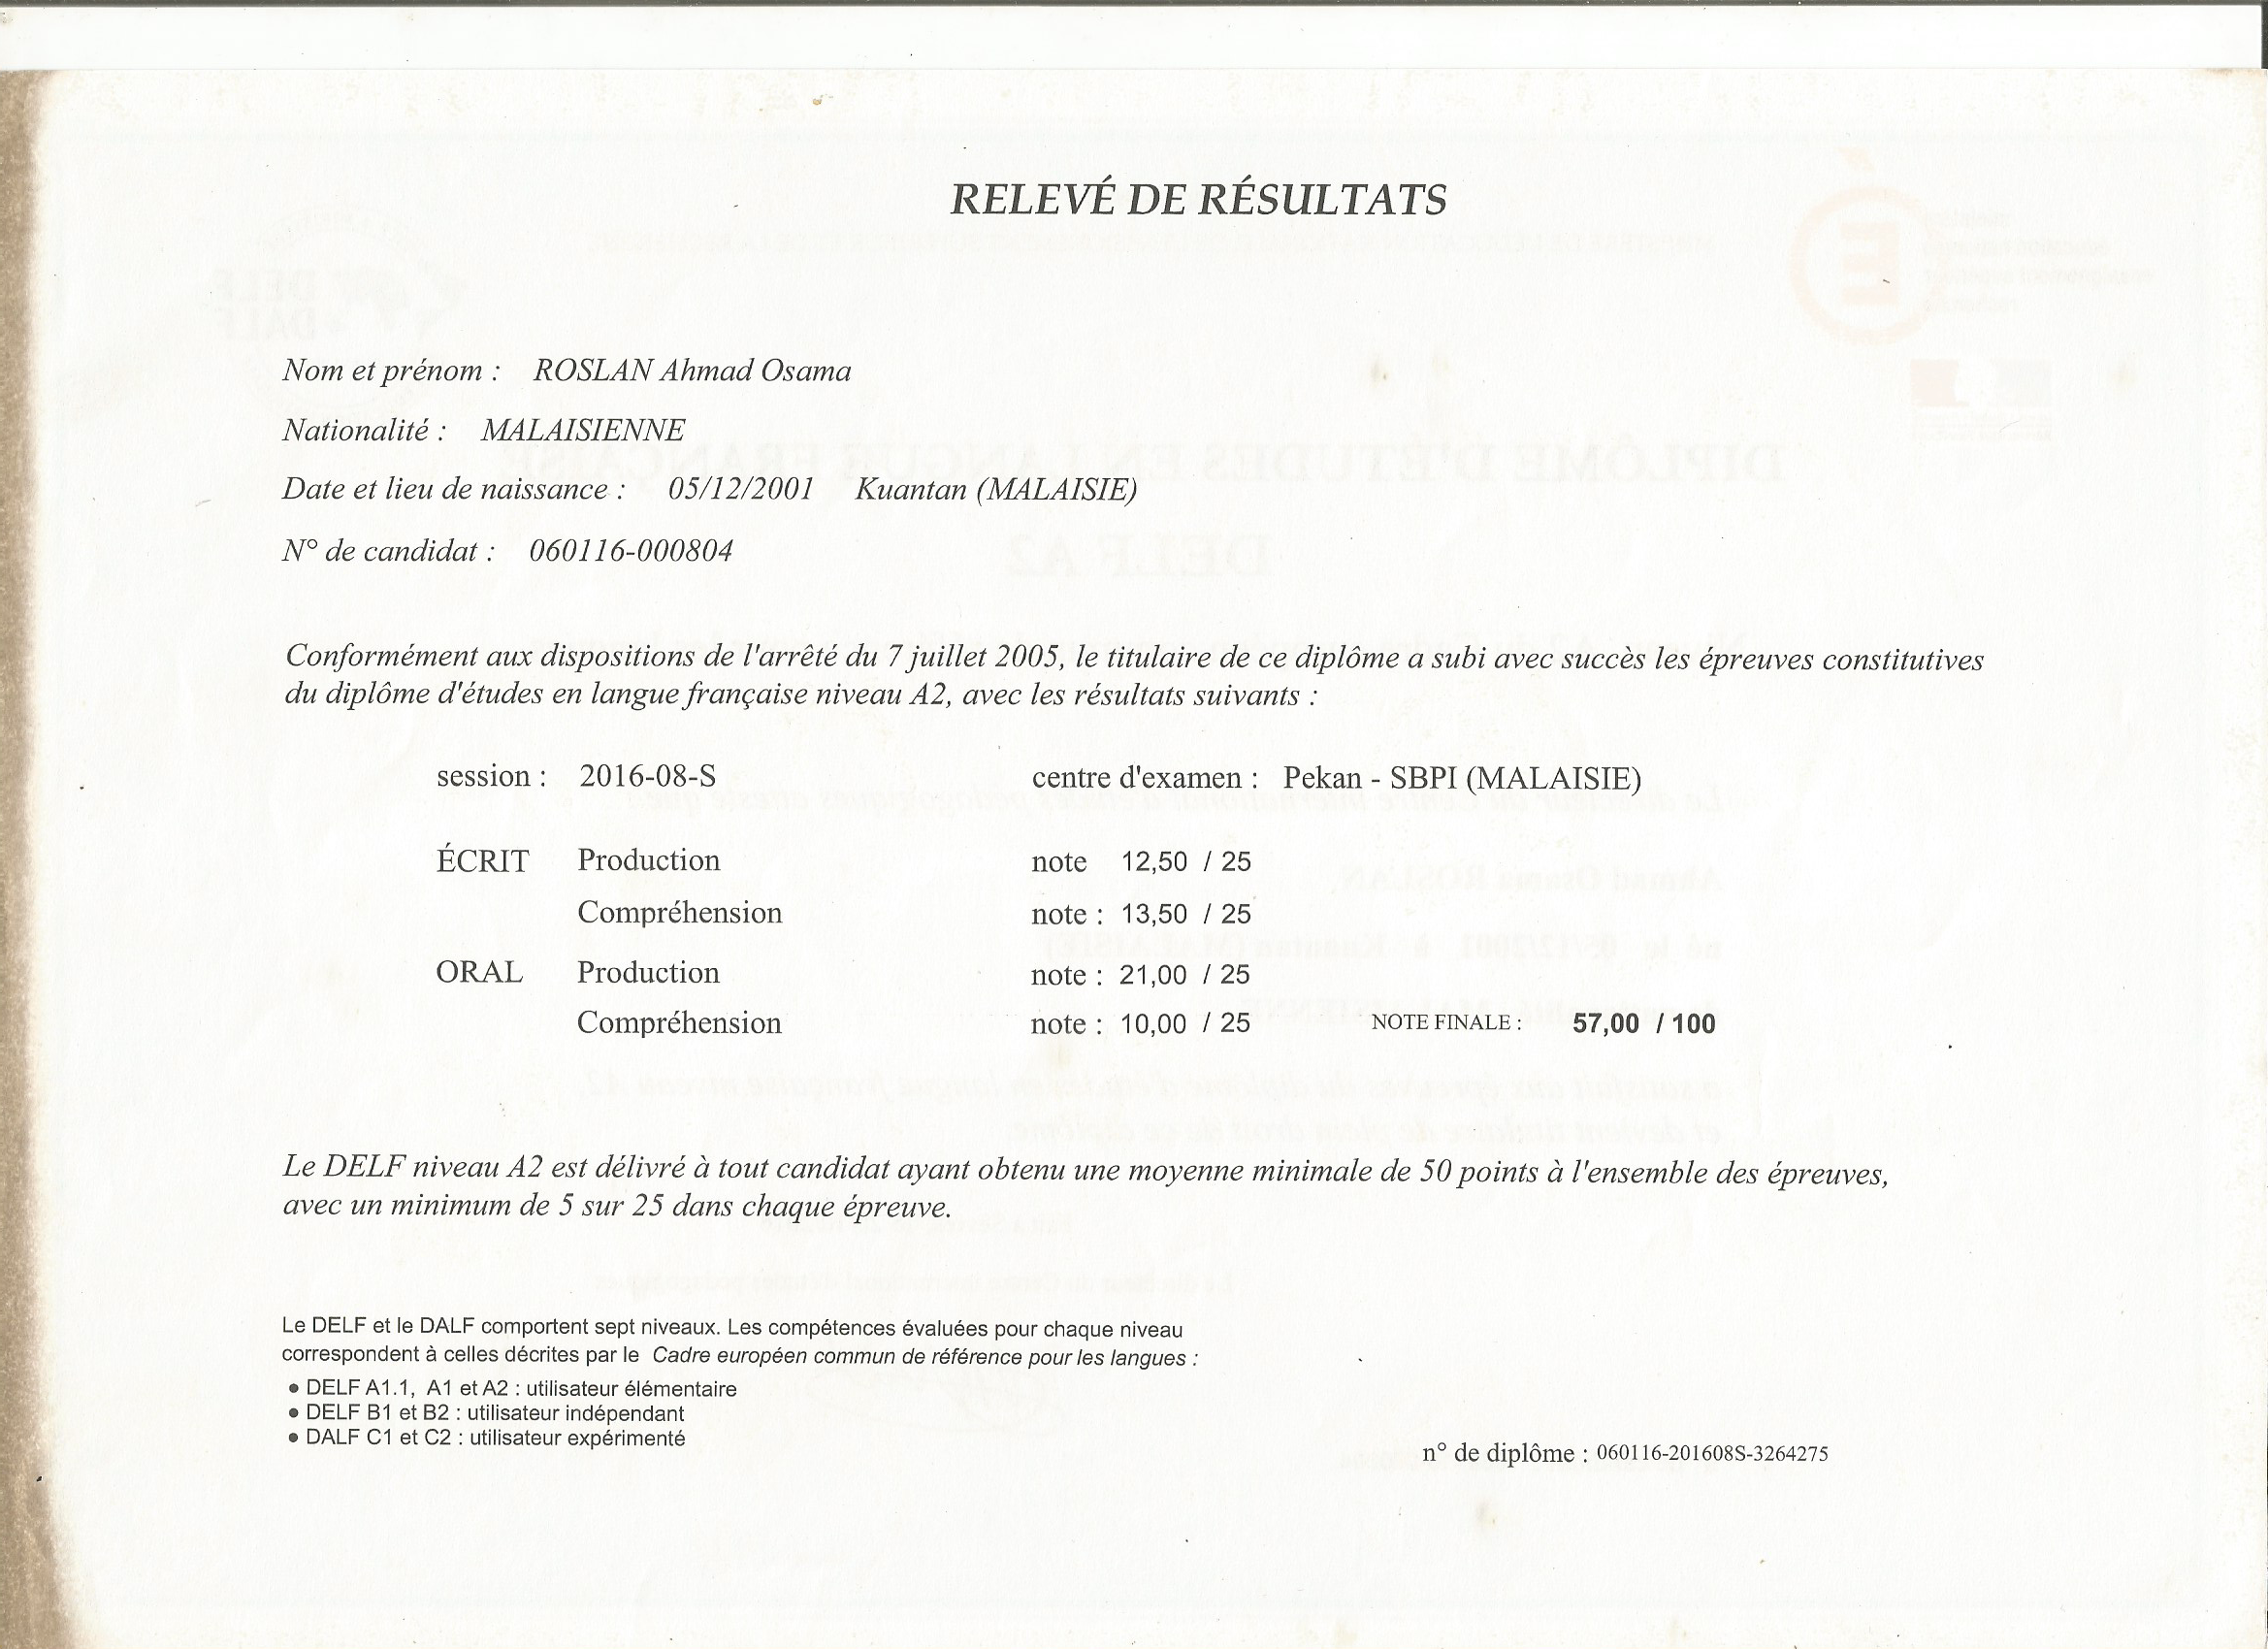 RELEVÉ DE RÉSULTATS
Nom et prénom : ROSLAN Ahmad Osama
Nationalité : MALAISIENNE
Date et lieu de naissance : 05/12/2001 Kuantan (MALAISIE)
N° de candidat : 060116-000804
Conformément aux dispositions de l'arrêté du 7 juillet 2005, le titulaire de ce diplôme a subi avec succès les épreuves constitutives
du diplôme d'études en langue française niveau A2, avec les résultats suivants :
session : 2016-08-S centre d'examen : Pekan - SBPI (MALAISIE)
ÉCRIT Production note 12,50 / 25
Compréhension note : 13,50 / 25
ORAL Production note : 21,00 / 25
Compréhension note : 10,00 / 25 NOTE FINALE : 57,00 / 100
Le DELF niveau A2 est délivré à tout candidat ayant obtenu une moyenne minimale de 50 points à l'ensemble des épreuves,
avec un minimum de 5 sur 25 dans chaque épreuve.
Le DELF et le DALF comportent sept niveaux. Les compétences évaluées pour chaque niveau
correspondent à celles décrites par le Cadre européen commun de référence pour les langues :
● DELF A1.1, A1 et A2 : utilisateur élémentaire
● DELF B1 et B2 : utilisateur indépendant
● DALF C1 et C2 : utilisateur expérimenté
n° de diplôme : 060116-201608S-3264275